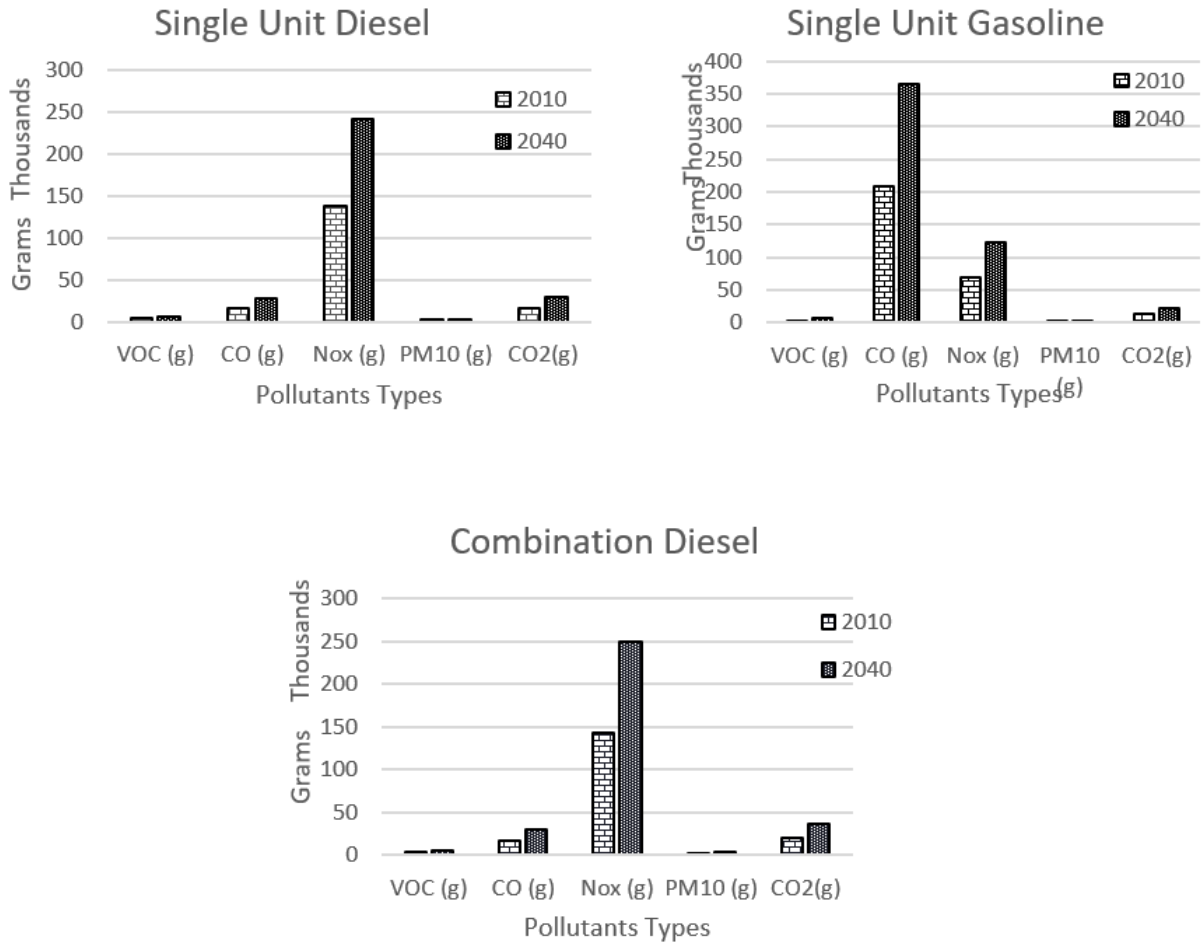 Single Unit Diesel
Grams Thousands
300
250
200
150
100
50
0
2010
2040
VOC (g) CO (g) Nox (g) PM10 (g) CO2(g)
Pollutants Types
Single Unit Gasoline
Grams Thousands
400
350
300
250
200
150
100
50
0
2010
2040
VOC (g) CO (g) Nox (g) PM10 (g) CO2(g)
Pollutants Types
Combination Diesel
Grams Thousands
300
250
200
150
100
50
0
2010
2040
VOC (g) CO (g) Nox (g) PM10 (g) CO2(g)
Pollutants Types